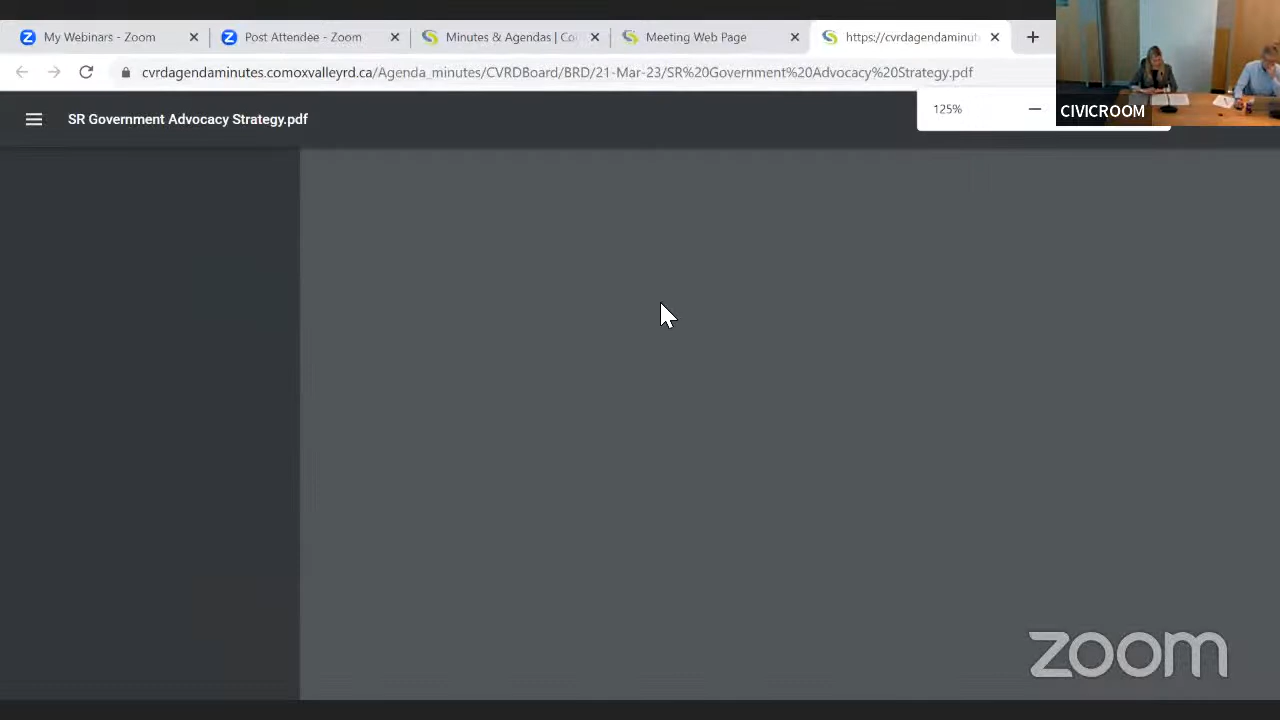 My Webinars - Zoom
Post Attendee - Zoom
Minutes & Agendas | Co
Meeting Web Page
https://cvrdagendaminut
cvrdagendaminutes.comoxvalleyrd.ca/Agenda_minutes/CVRDBoard/BRD/21-Mar-23/SR%20Government%20Advocacy%20Strategy.pdf
SR Government Advocacy Strategy.pdf
125%
CIVICROOM
zoom